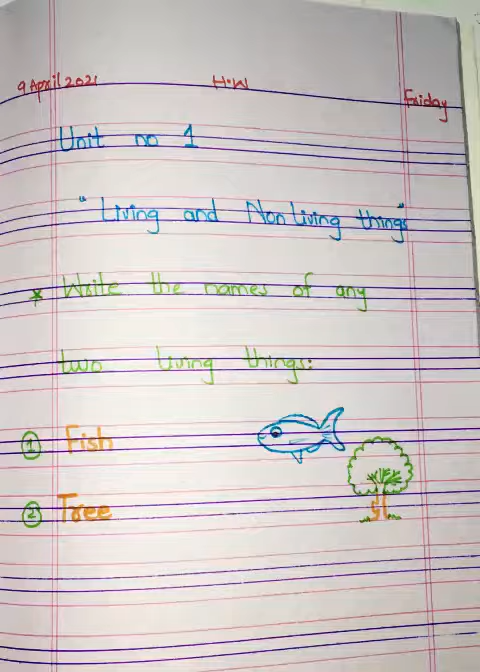 9 April 2021 H.W Friday
Unit no 1
"Living and Non living things"
* Write the names of any
two living things:
① Fish
② Tree